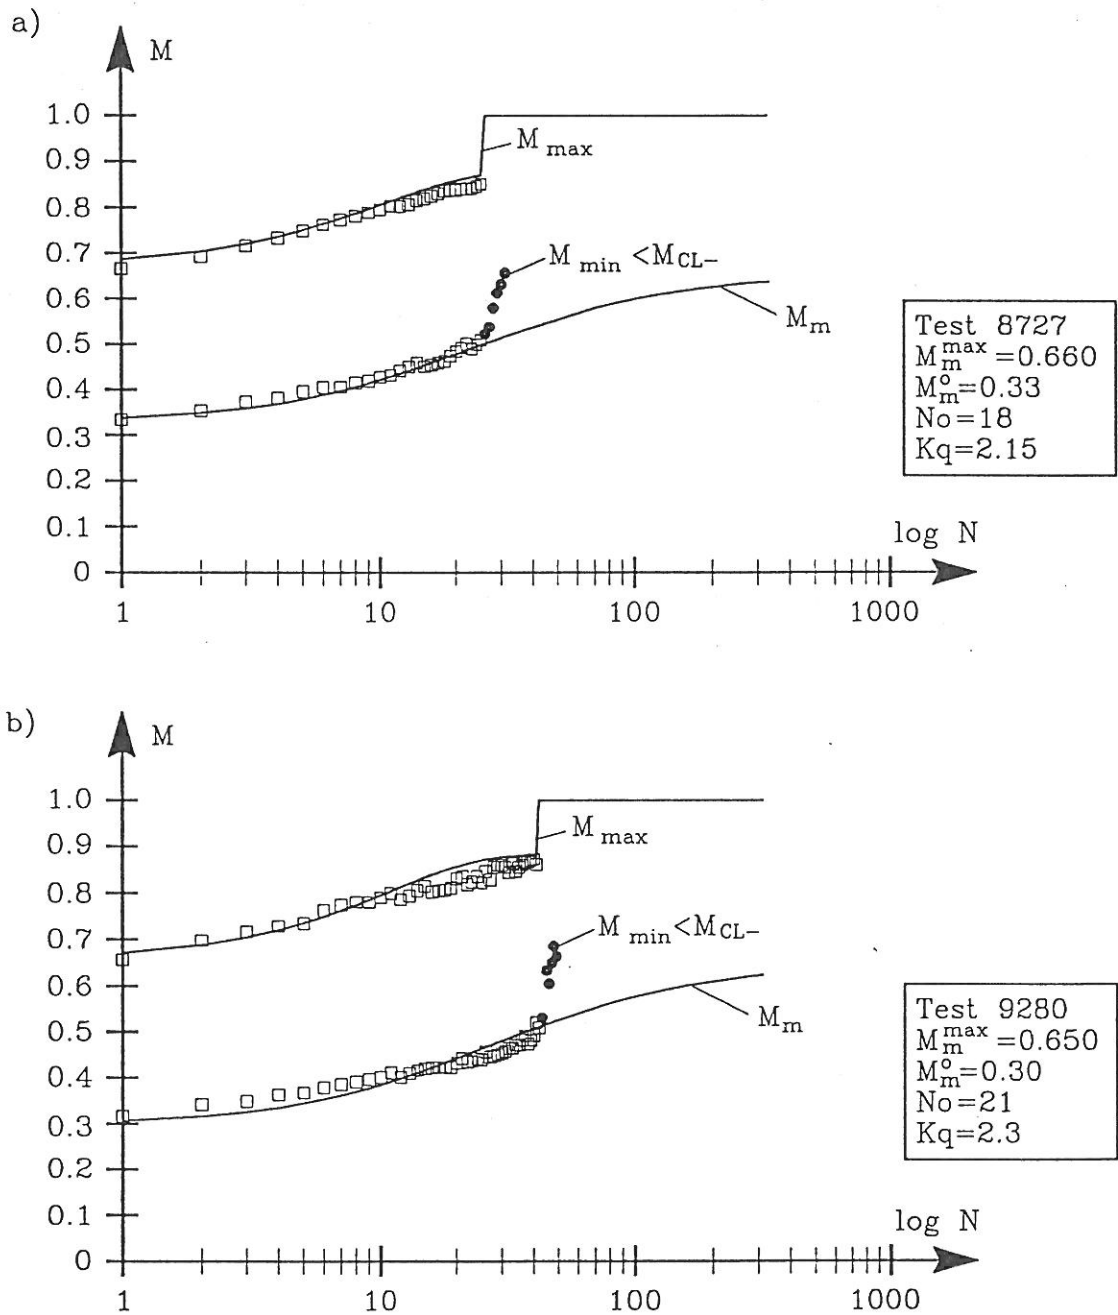 a)
M
1.0
0.9
0.8
0.7
0.6
0.5
0.4
0.3
0.2
0.1
0
M max
M min <MCL-
Mm
Test 8727
M max m =0.660
M o m =0.33
No=18
Kq=2.15
log N
1 10 100 1000
b)
M
1.0
0.9
0.8
0.7
0.6
0.5
0.4
0.3
0.2
0.1
0
M max
M min <MCL-
Mm
Test 9280
M max m =0.650
M o m =0.30
No=21
Kq=2.3
log N
1 10 100 1000